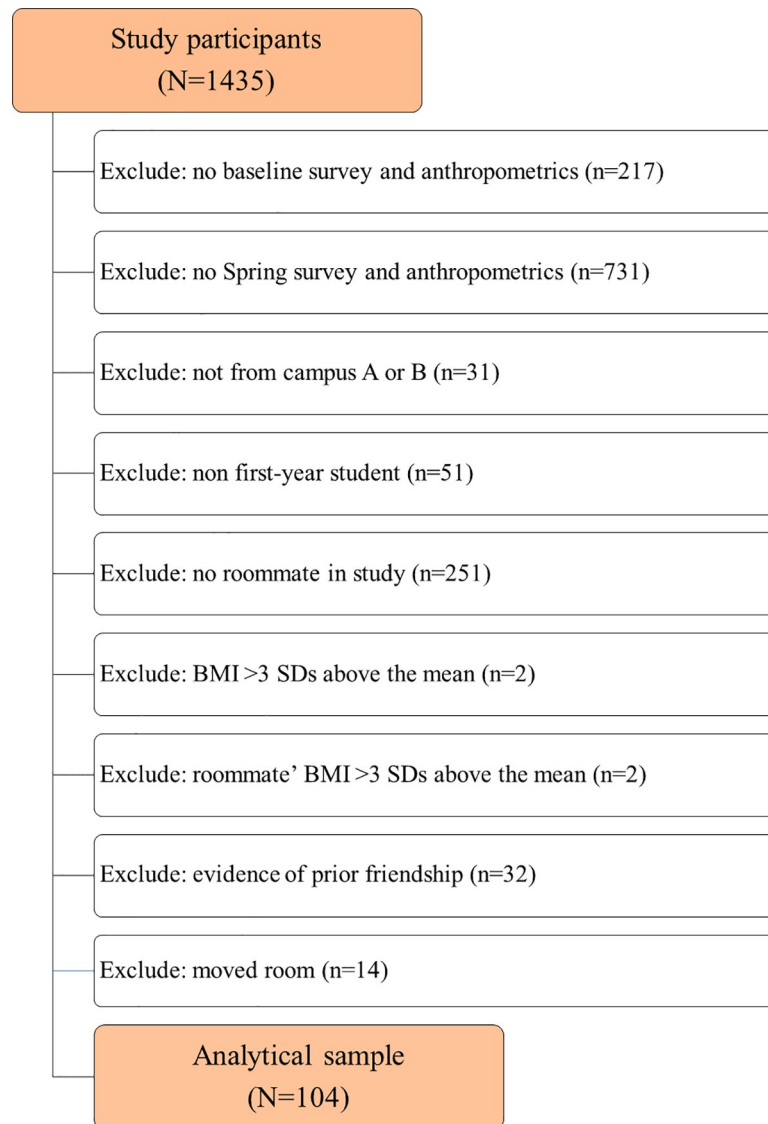 Study participants
(N=1435)
Exclude: no baseline survey and anthropometrics (n=217)
Exclude: no Spring survey and anthropometrics (n=731)
Exclude: not from campus A or B (n=31)
Exclude: non first-year student (n=51)
Exclude: no roommate in study (n=251)
Exclude: BMI >3 SDs above the mean (n=2)
Exclude: roommate’ BMI >3 SDs above the mean (n=2)
Exclude: evidence of prior friendship (n=32)
Exclude: moved room (n=14)
Analytical sample
(N=104)